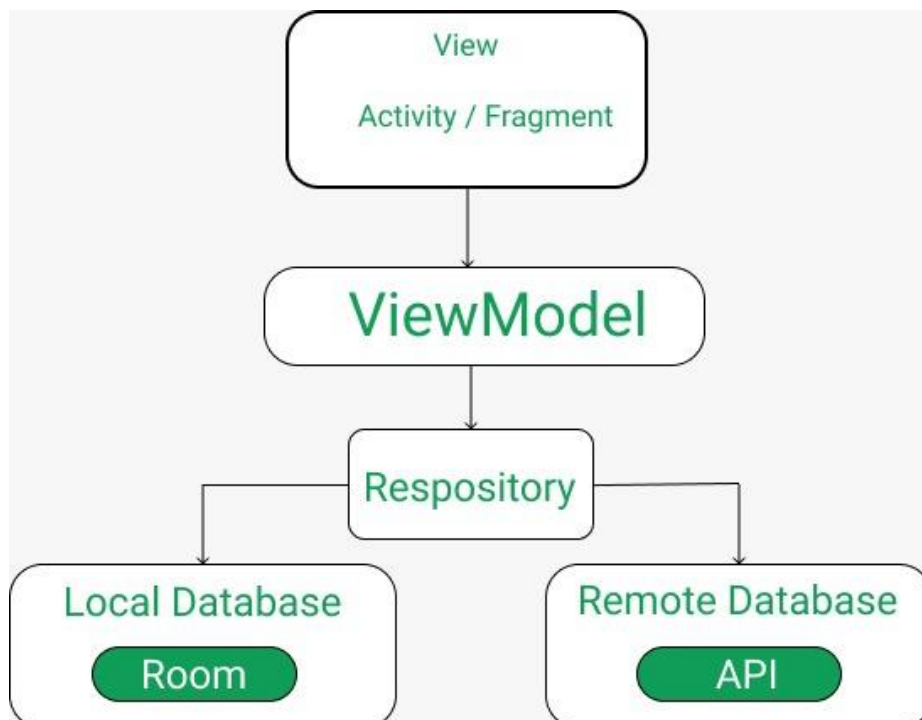 View
Activity / Fragment
ViewModel
Respository
Local Database
Room
Remote Database
API